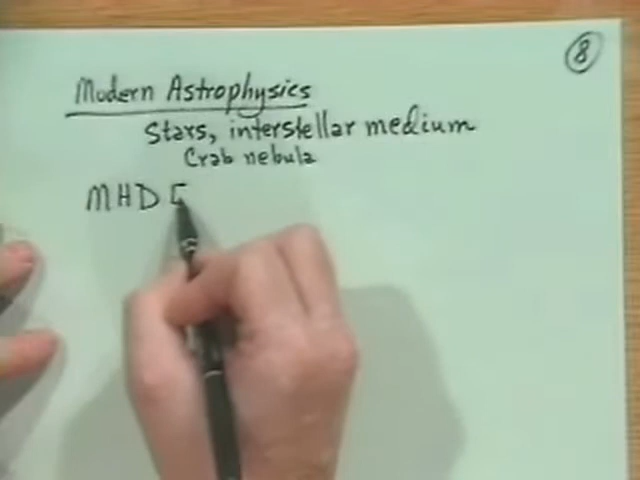 8
Modern Astrophysics
Stars, interstellar medium
Crab nebula
MHD